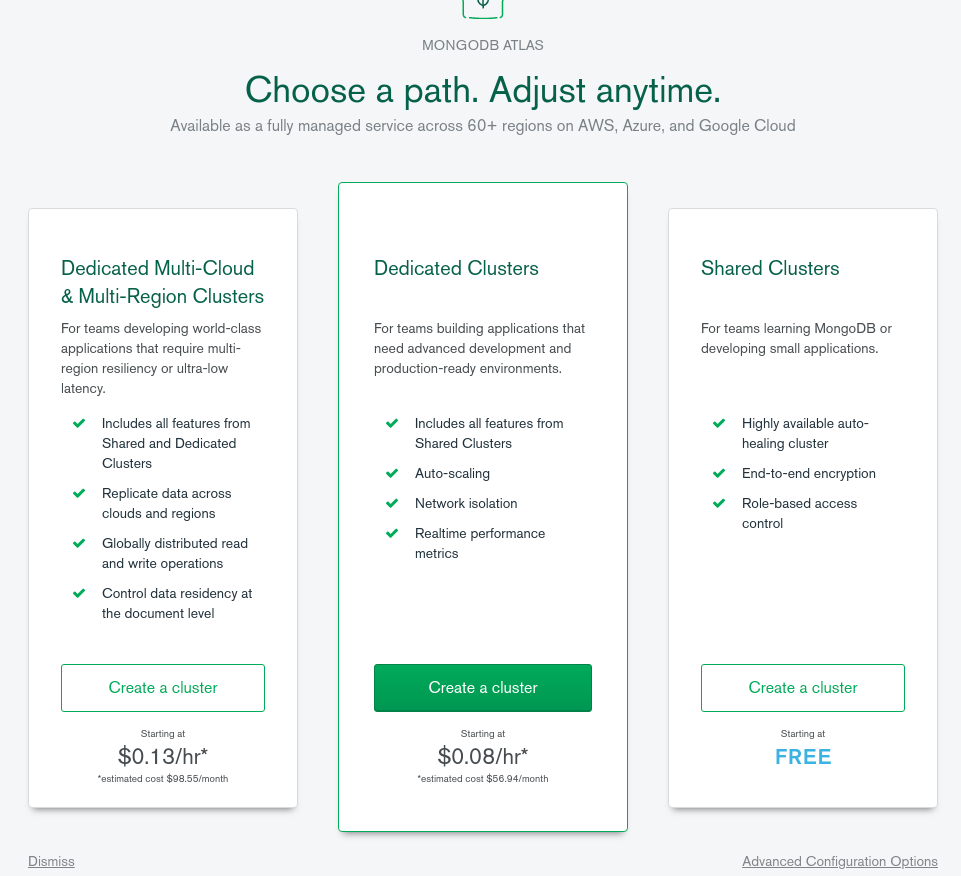 MONGODB ATLAS
Choose a path. Adjust anytime.
Available as a fully managed service across 60+ regions on AWS, Azure, and Google Cloud
Dedicated Multi-Cloud
& Multi-Region Clusters
For teams developing world-class
applications that require multi-
region resiliency or ultra-low
latency.
Includes all features from
Shared and Dedicated
Clusters
Replicate data across
clouds and regions
Globally distributed read
and write operations
Control data residency at
the document level
Create a cluster
Starting at
$0.13/hr*
*estimated cost $98.55/month
Dedicated Clusters
For teams building applications that
need advanced development and
production-ready environments.
Includes all features from
Shared Clusters
Auto-scaling
Network isolation
Realtime performance
metrics
Create a cluster
Starting at
$0.08/hr*
*estimated cost $56.94/month
Shared Clusters
For teams learning MongoDB or
developing small applications.
Highly available auto-
healing cluster
End-to-end encryption
Role-based access
control
Create a cluster
Starting at
FREE
Dismiss
Advanced Configuration Options